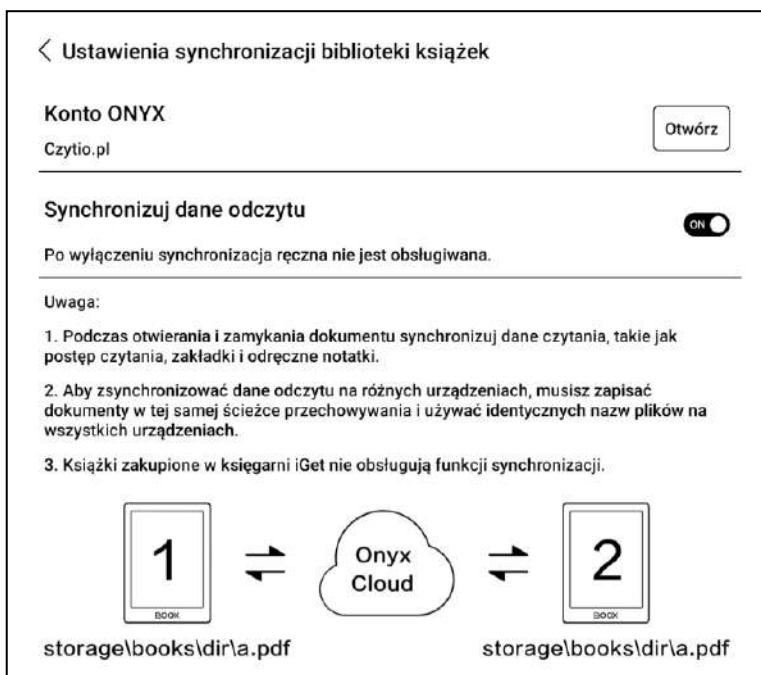 Ustawienia synchronizacji biblioteki książek
Konto ONYX
Otwórz
Czytio.pl
Synchronizuj dane odczytu
ON
Po wyłączeniu synchronizacja ręczna nie jest obsługiwana.
Uwaga:
1. Podczas otwierania i zamykania dokumentu synchronizuj dane czytania, takie jak
postęp czytania, zakładki i odręczne notatki.
2. Aby zsynchronizować dane odczytu na różnych urządzeniach, musisz zapisać
dokumenty w tej samej ścieżce przechowywania i używać identycznych nazw plików na
wszystkich urządzeniach.
3. Książki zakupione w księgarni iGet nie obsługują funkcji synchronizacji.
1
Onyx
Cloud
2
BOOX
BOOX
storage\books\dir\a.pdf
storage\books\dir\a.pdf